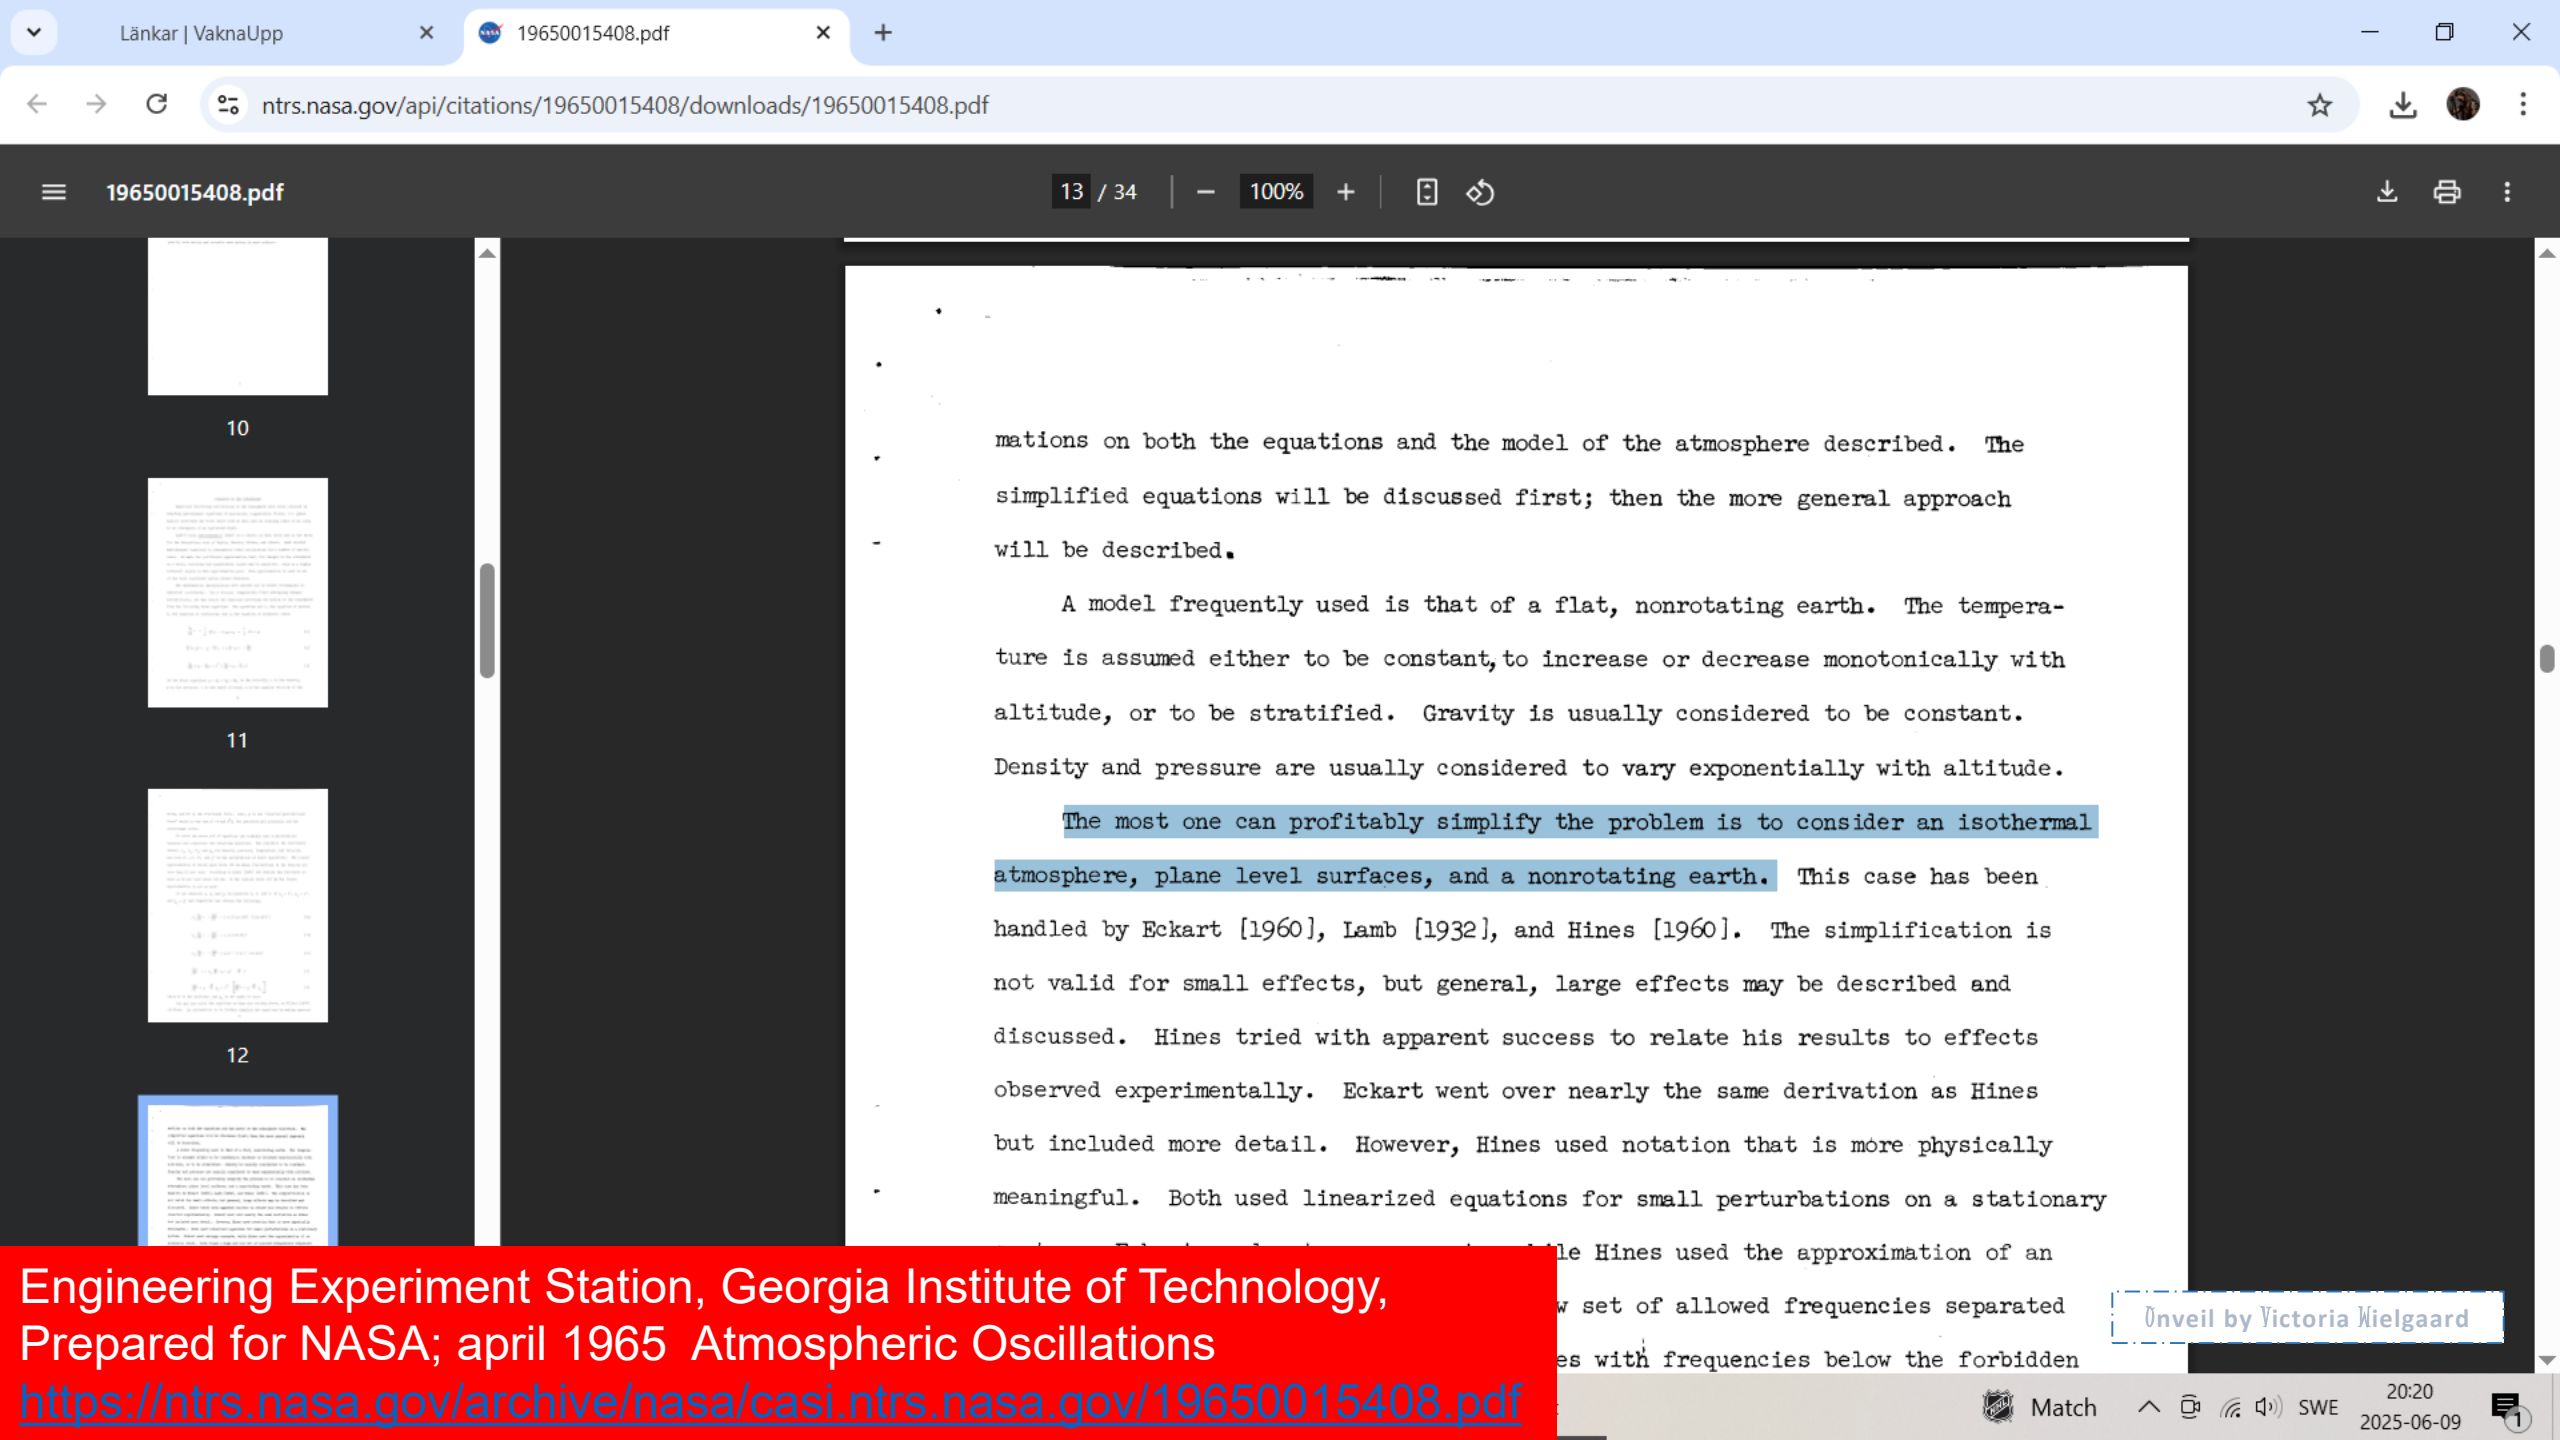 Länkar | VaknaUpp
19650015408.pdf
ntrs.nasa.gov/api/citations/19650015408/downloads/19650015408.pdf
19650015408.pdf
13 / 34
100%
10
11
12
mations on both the equations and the model of the atmosphere described. The
simplified equations will be discussed first; then the more general approach
will be described.
A model frequently used is that of a flat, nonrotating earth. The tempera-
ture is assumed either to be constant, to increase or decrease monotonically with
altitude, or to be stratified. Gravity is usually considered to be constant.
Density and pressure are usually considered to vary exponentially with altitude.
The most one can profitably simplify the problem is to consider an isothermal
atmosphere, plane level surfaces, and a nonrotating earth. This case has been
handled by Eckart [1960], Lamb [1932], and Hines [1960]. The simplification is
not valid for small effects, but general, large effects may be described and
discussed. Hines tried with apparent success to relate his results to effects
observed experimentally. Eckart went over nearly the same derivation as Hines
but included more detail. However, Hines used notation that is more physically
meaningful. Both used linearized equations for small perturbations on a stationary
Hines used the approximation of an
set of allowed frequencies separated
with frequencies below the forbidden
Engineering Experiment Station, Georgia Institute of Technology,
Prepared for NASA; april 1965 Atmospheric Oscillations
https://ntrs.nasa.gov/archive/nasa/casi.ntrs.nasa.gov/19650015408.pdf
Unveil by Victoria Wielgaard
Match
SWE
20:20
2025-06-09
1